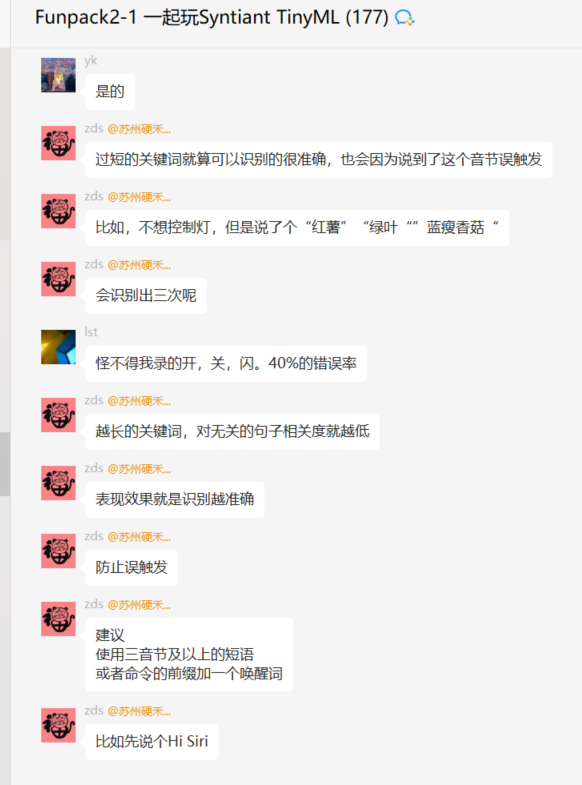 Funpack2-1 一起玩Syntiant TinyML (177)
yk
是的
zds @苏州硬禾...
过短的关键词就算可以识别的很准确，也会因为说到了这个音节误触发
zds @苏州硬禾...
比如，不想控制灯，但是说了个“红薯”“绿叶“”蓝瘦香菇“
zds @苏州硬禾...
会识别出三次呢
lst
怪不得我录的开，关，闪。40%的错误率
zds @苏州硬禾...
越长的关键词，对无关的句子相关度就越低
zds @苏州硬禾...
表现效果就是识别越准确
zds @苏州硬禾...
防止误触发
zds @苏州硬禾...
建议
使用三音节及以上的短语
或者命令的前缀加一个唤醒词
zds @苏州硬禾...
比如先说个Hi Siri